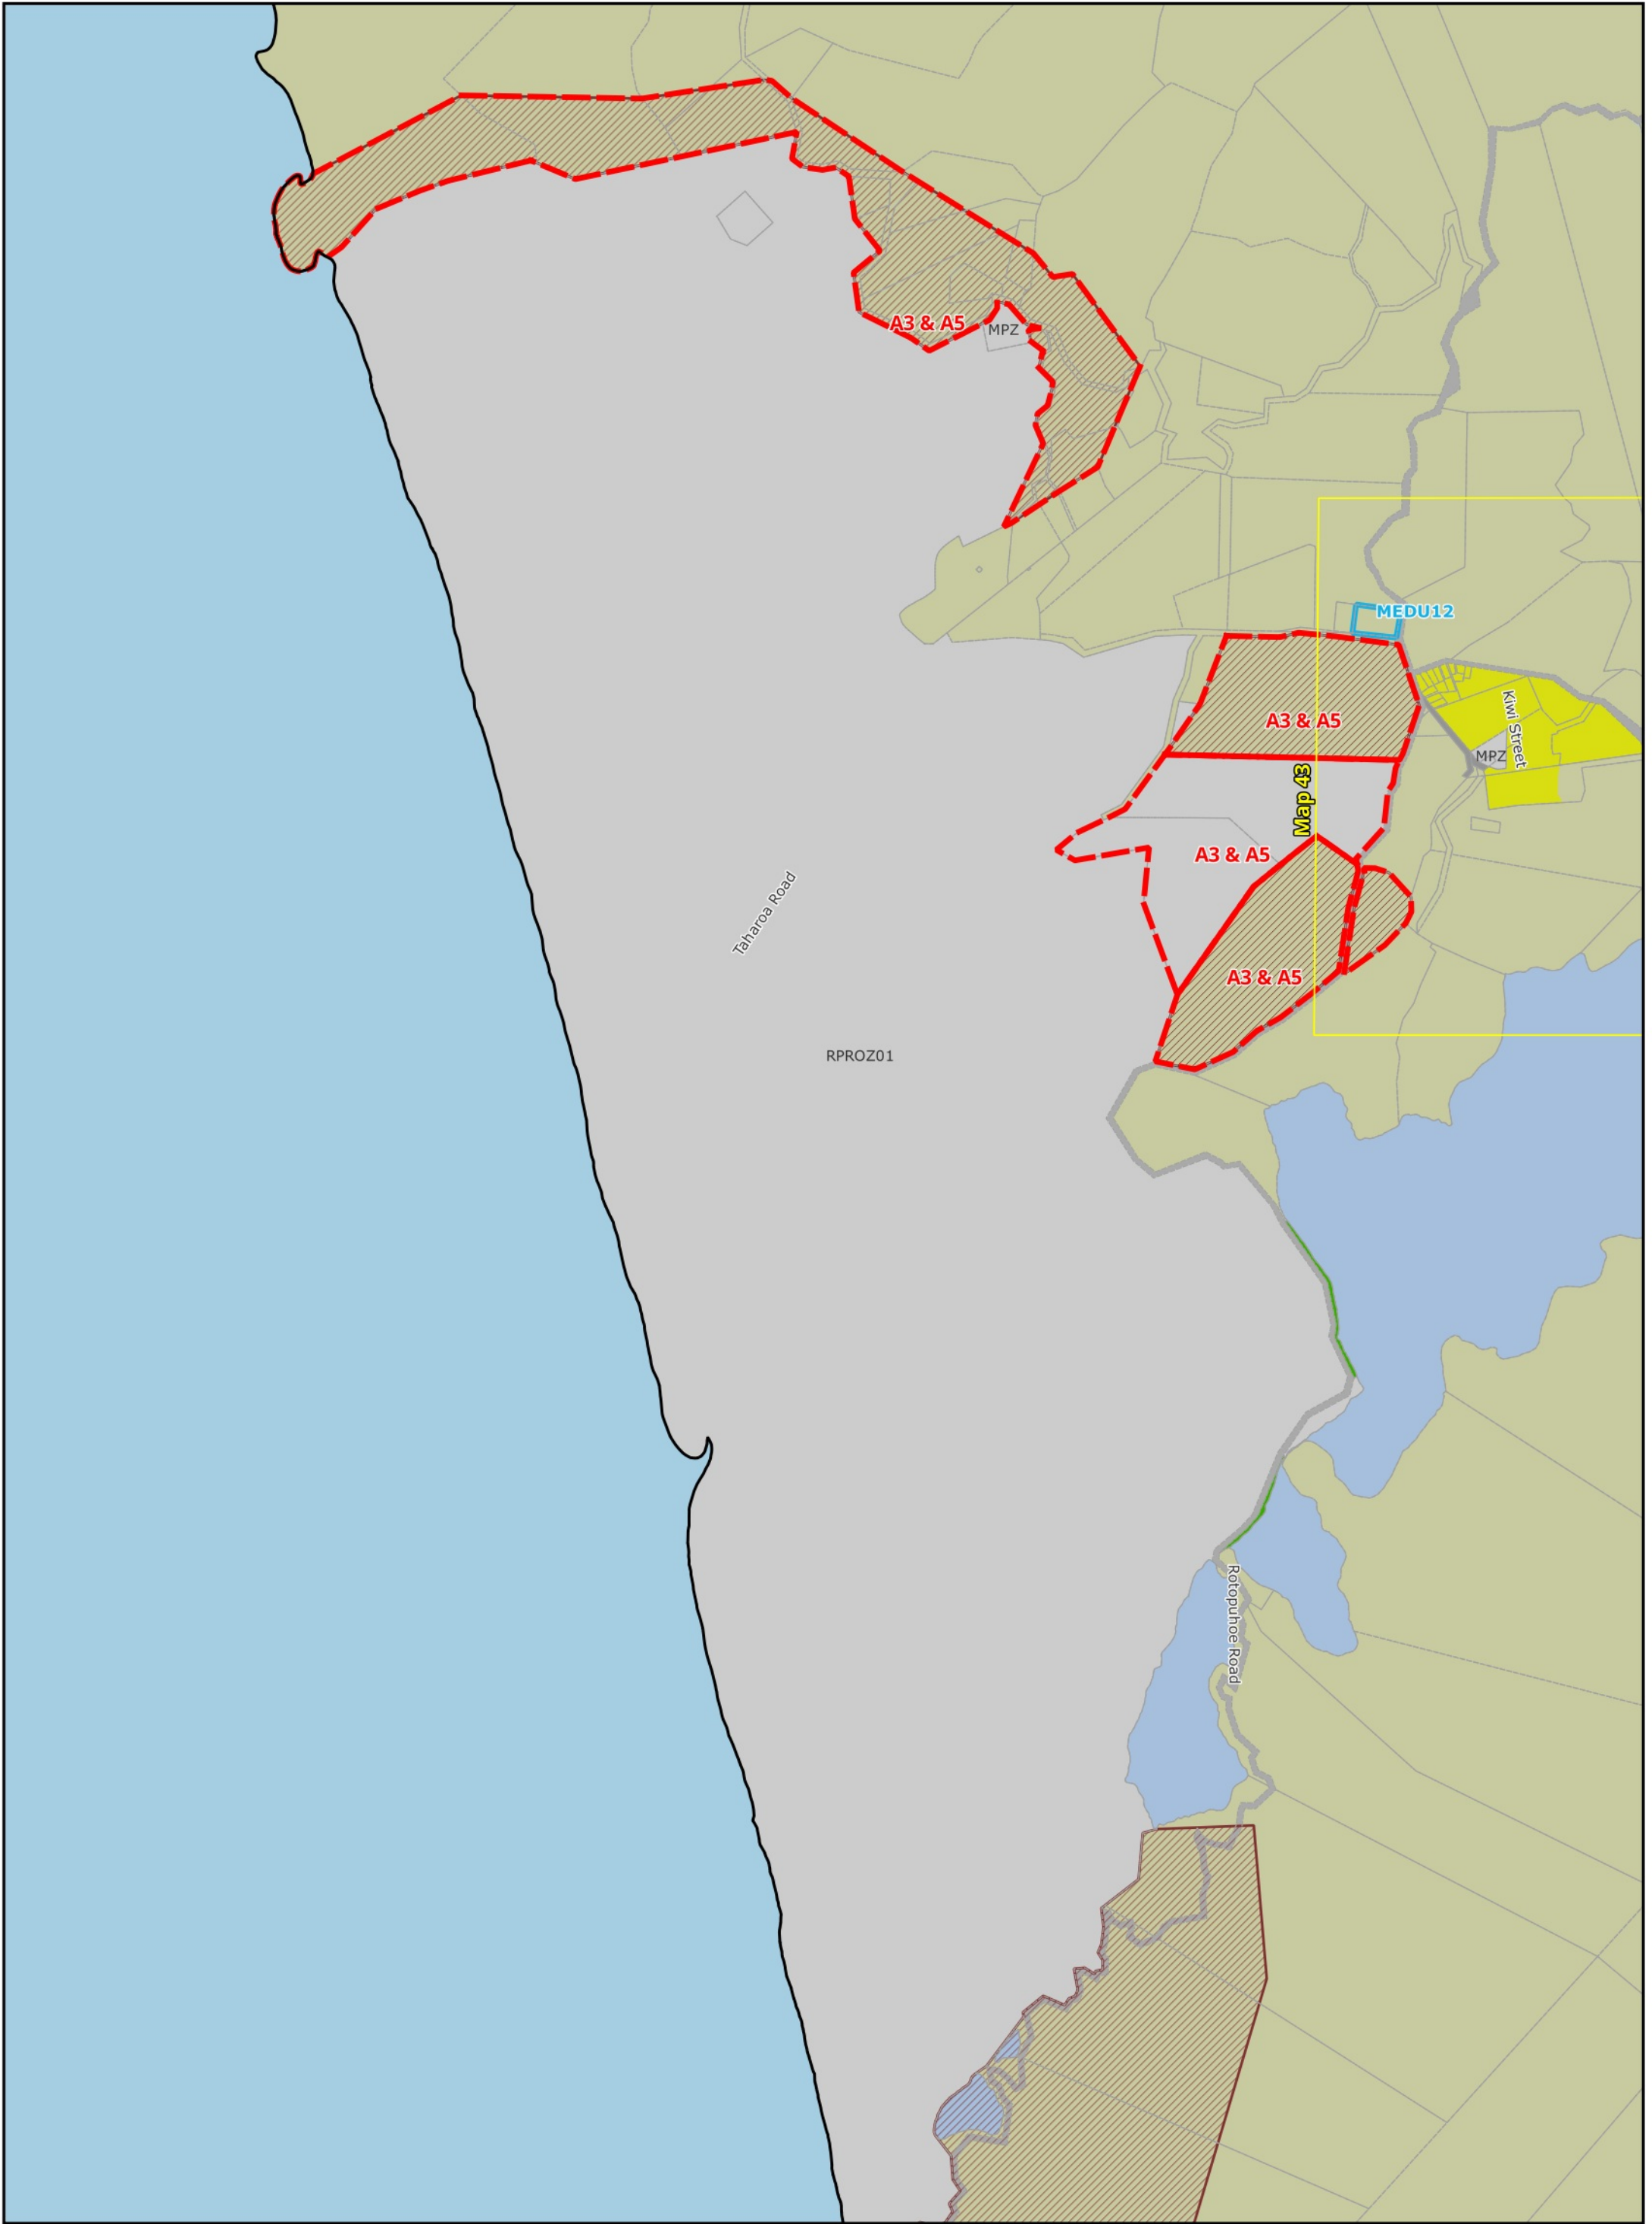 A3 & A5
MPZ
MEDU12
A3 & A5
Kiwi Street
MPZ
Map 43
A3 & A5
Taharoa Road
A3 & A5
RPROZ01
Rotopuhoe Road